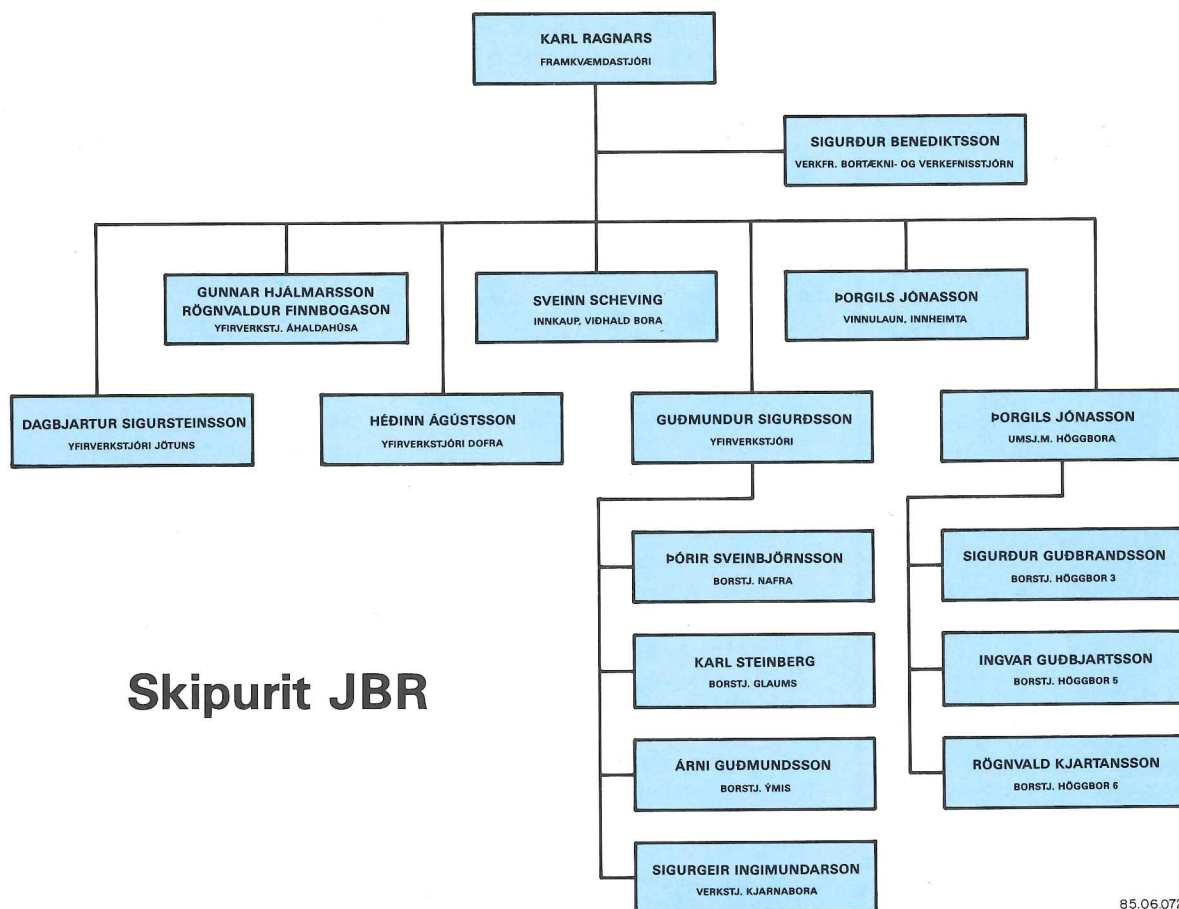 KARL RAGNARS
FRAMKVÆMDASTJÓRI
SIGURÐUR BENEDIKTSSON
VERKFR. BORTÆKNI- OG VERKEFNISSTJÓRN
GUNNAR HJÁLMARSSON
RÖGNVALDUR FINNBOGASON
YFIRVERKSTJ. ÁHALDAHÚSA
SVEINN SCHEVING
INNKAUP, VIÐHALD BORA
ÞORGILS JÓNASSON
VINNULAUN, INNHEIMTA
DAGBJARTUR SIGURSTEINSSON
YFIRVERKSTJÓRI JÖTUNS
HÉÐINN ÁGÚSTSSON
YFIRVERKSTJÓRI DOFRA
GUÐMUNDUR SIGURÐSSON
YFIRVERKSTJÓRI
ÞORGILS JÓNASSON
UMSJ.M. HÖGGBORA
ÞÓRIR SVEINBJÖRNSSON
BORSTJ. NAFRA
SIGURÐUR GUÐBRANDSSON
BORSTJ. HÖGGBOR 3
KARL STEINBERG
BORSTJ. GLAUMS
INGVAR GUÐBJARTSSON
BORSTJ. HÖGGBOR 5
Skipurit JBR
ÁRNI GUÐMUNDSSON
BORSTJ. ÝMIS
RÖGNVALD KJARTANSSON
BORSTJ. HÖGGBOR 6
SIGURGEIR INGIMUNDARSON
VERKSTJ. KJARNABORA
85.06.072